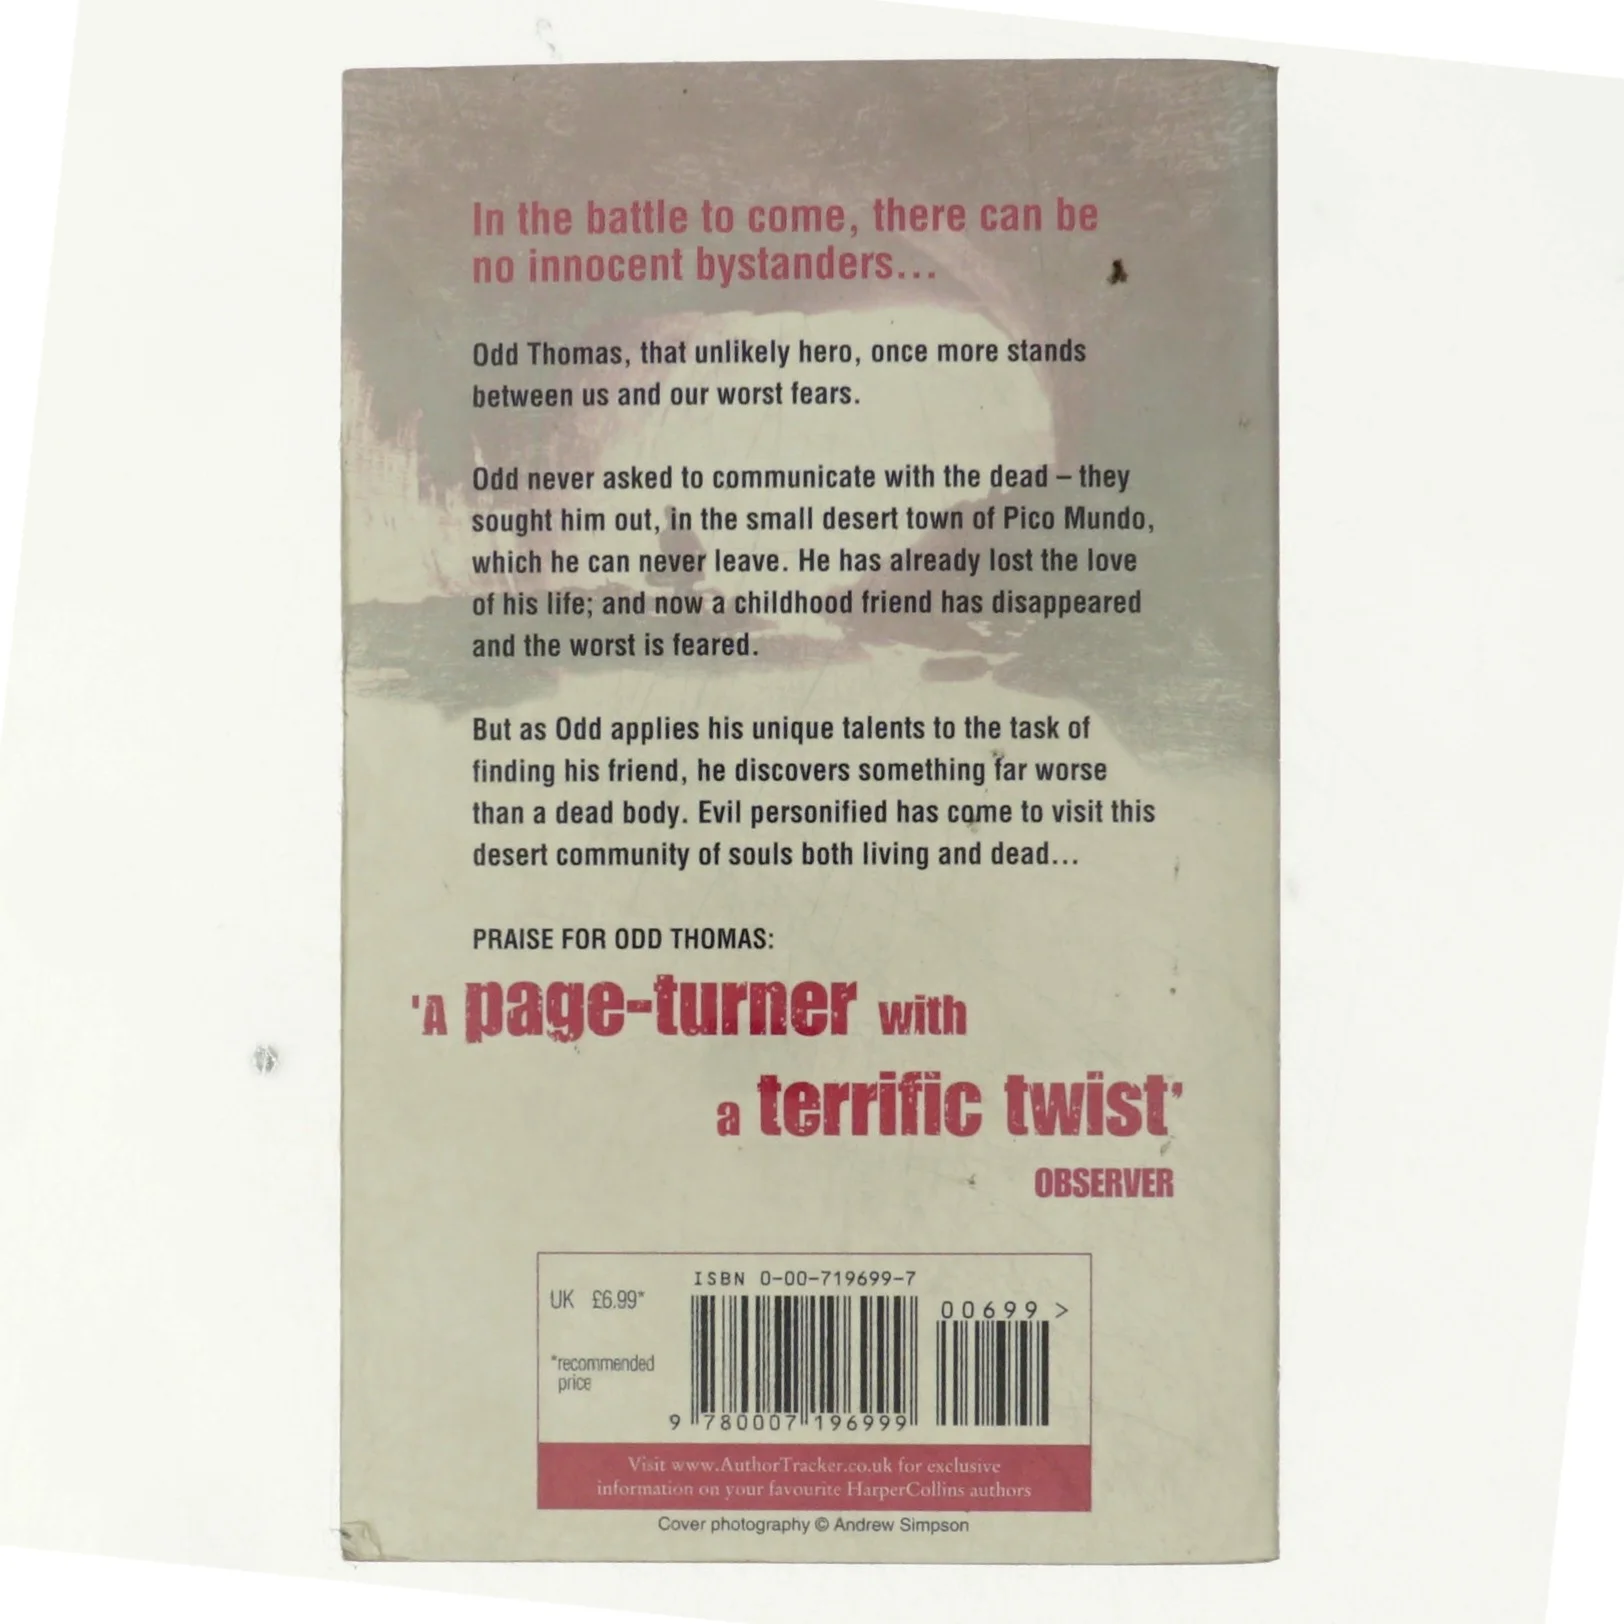 In the battle to come, there can be
no innocent bystanders...
Odd Thomas, that unlikely hero, once more stands
between us and our worst fears.
Odd never asked to communicate with the dead – they
sought him out, in the small desert town of Pico Mundo,
which he can never leave. He has already lost the love
of his life; and now a childhood friend has disappeared
and the worst is feared.
But as Odd applies his unique talents to the task of
finding his friend, he discovers something far worse
than a dead body. Evil personified has come to visit this
desert community of souls both living and dead...
PRAISE FOR ODD THOMAS:
'A page-turner with
a terrific twist'
OBSERVER
ISBN 0-00-719699-7
UK £6.99*
00699 >
*recommended
price
9 780007 196999
Visit www.AuthorTracker.co.uk for exclusive
information on your favourite HarperCollins authors
Cover photography © Andrew Simpson